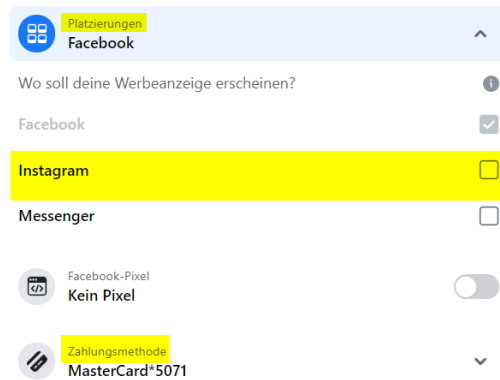 Platzierungen
Facebook
Wo soll deine Werbeanzeige erscheinen?
Facebook
Instagram
Messenger
Facebook-Pixel
Kein Pixel
Zahlungsmethode
MasterCard*5071